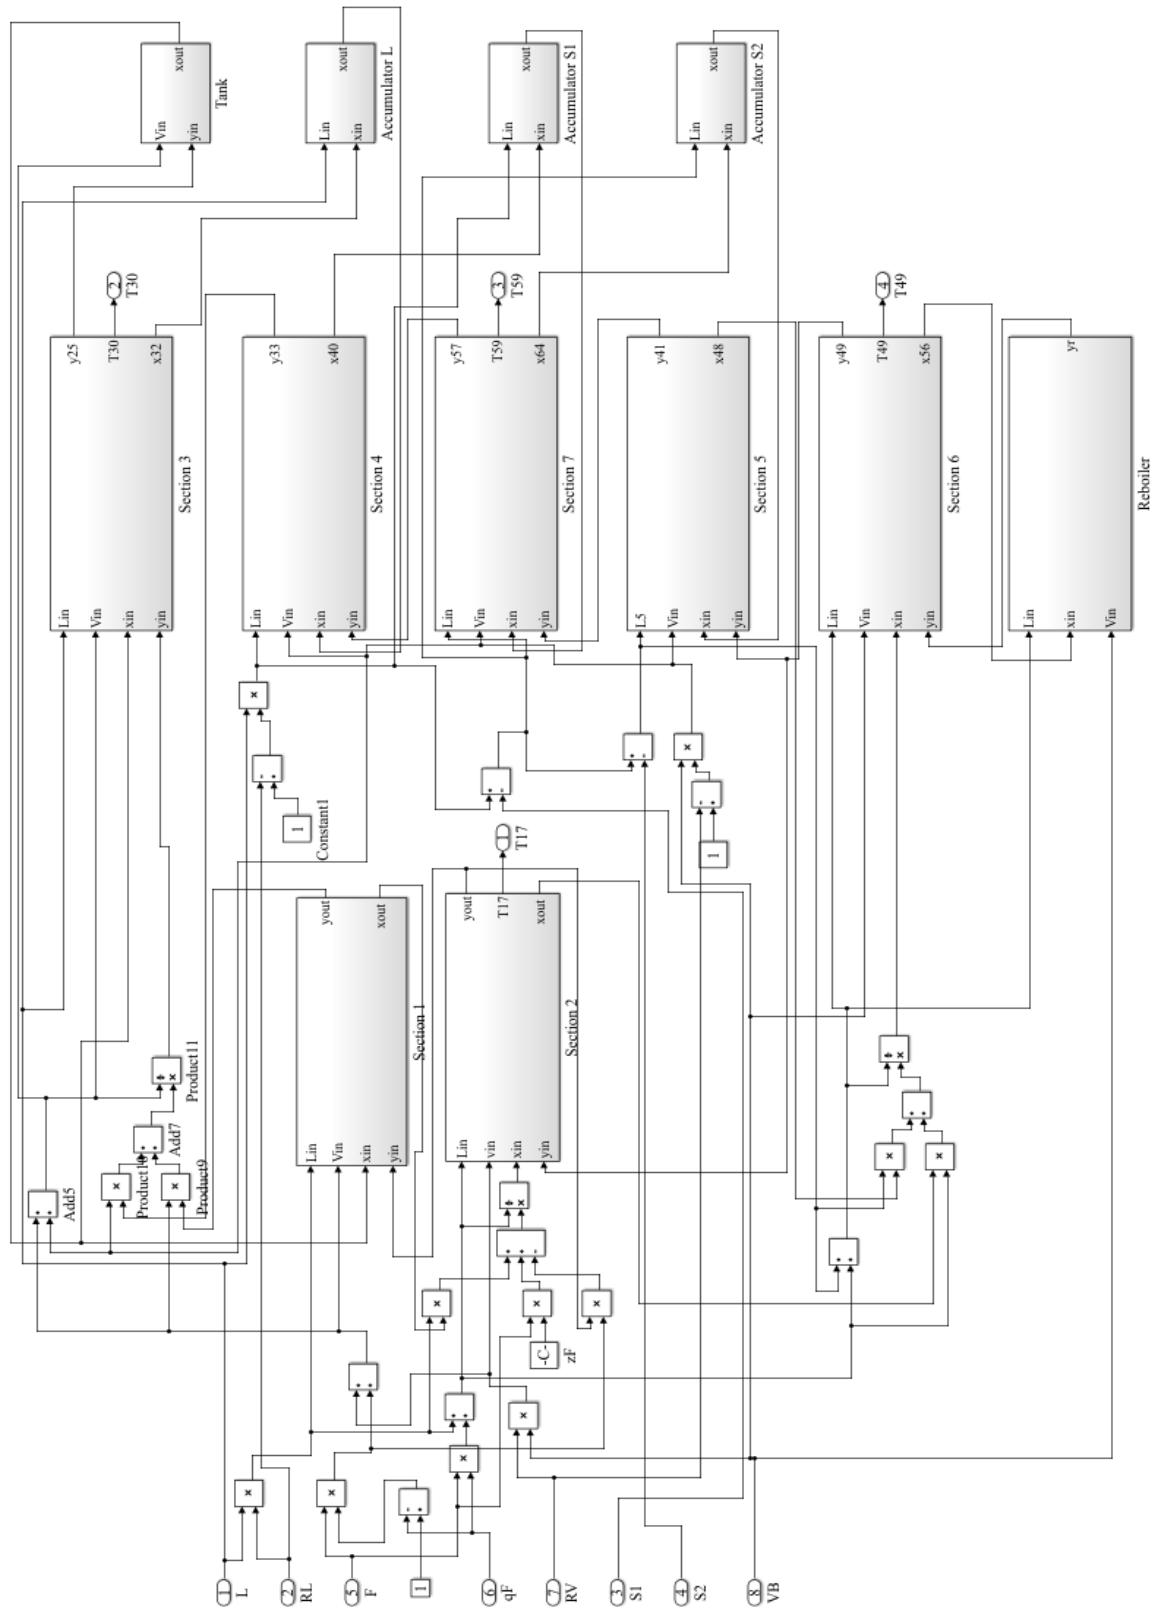 1
L
2
RL
5
F
1
6
qF
7
RV
3
S1
4
S2
8
VB
Add5
Product10
Product9
Add7
Product11
-C-
zF
Lin
Vin
xin
yin
yout
xout
Section 1
Lin
vin
xin
yin
yout
T17
xout
Section 2
1
T17
1
Constant1
1
Lin
Vin
xin
yin
y25
T30
x32
Section 3
2
T30
Lin
Vin
xin
yin
y33
x40
Section 4
Lin
Vin
xin
yin
y57
T59
x64
Section 7
3
T59
L5
Vin
xin
yin
y41
x48
Section 5
Lin
Vin
xin
yin
y49
T49
x56
Section 6
4
T49
Lin
xin
Vin
yr
Reboiler
Vin
yin
xout
Tank
Lin
xin
xout
Accumulator L
Lin
xin
xout
Accumulator S1
Lin
xin
xout
Accumulator S2